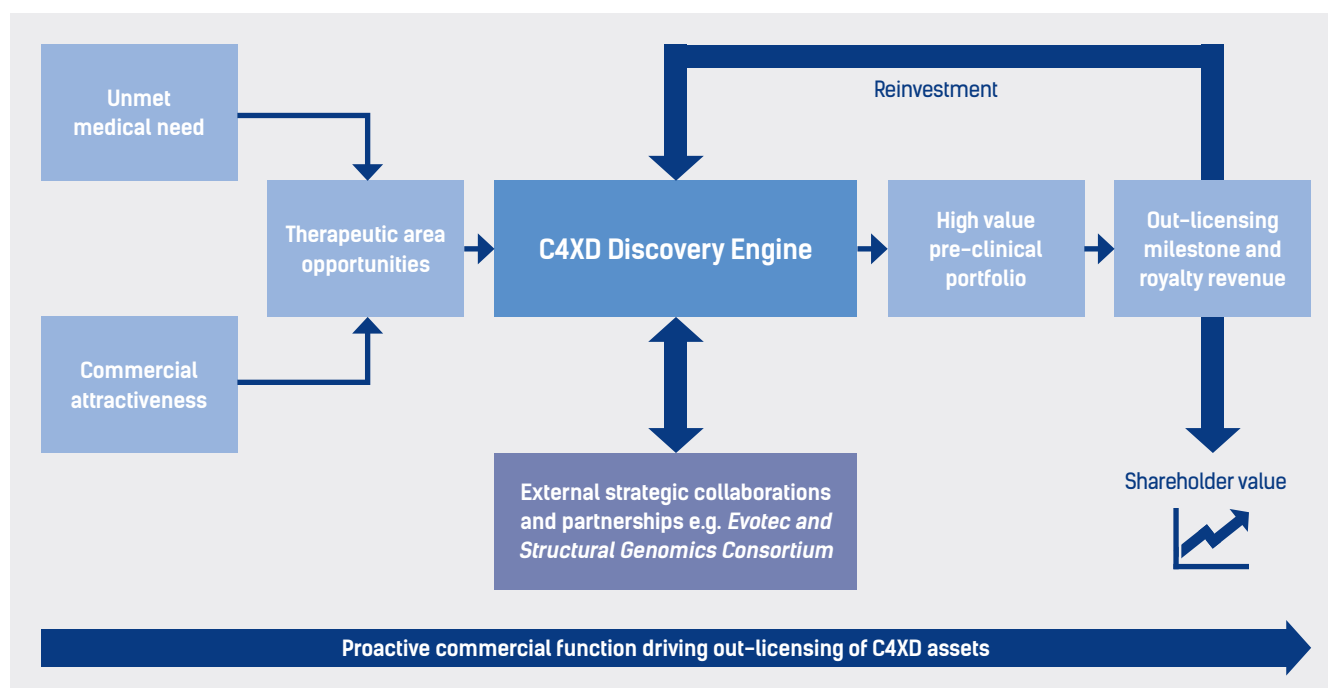 Unmet
medical need
Reinvestment
Therapeutic area
opportunities
C4XD Discovery Engine
High value
pre-clinical
portfolio
Out-licensing
milestone and
royalty revenue
Commercial
attractiveness
External strategic collaborations
and partnerships e.g. Evotec and
Structural Genomics Consortium
Shareholder value
Proactive commercial function driving out-licensing of C4XD assets